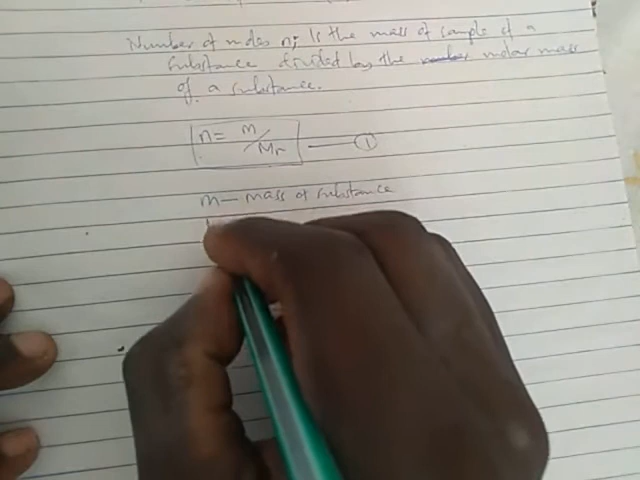 Number of moles n; Is the mass of sample of a
substance divided by the molar mass
of a substance.
n = m/Mr — ①
m — mass of substance